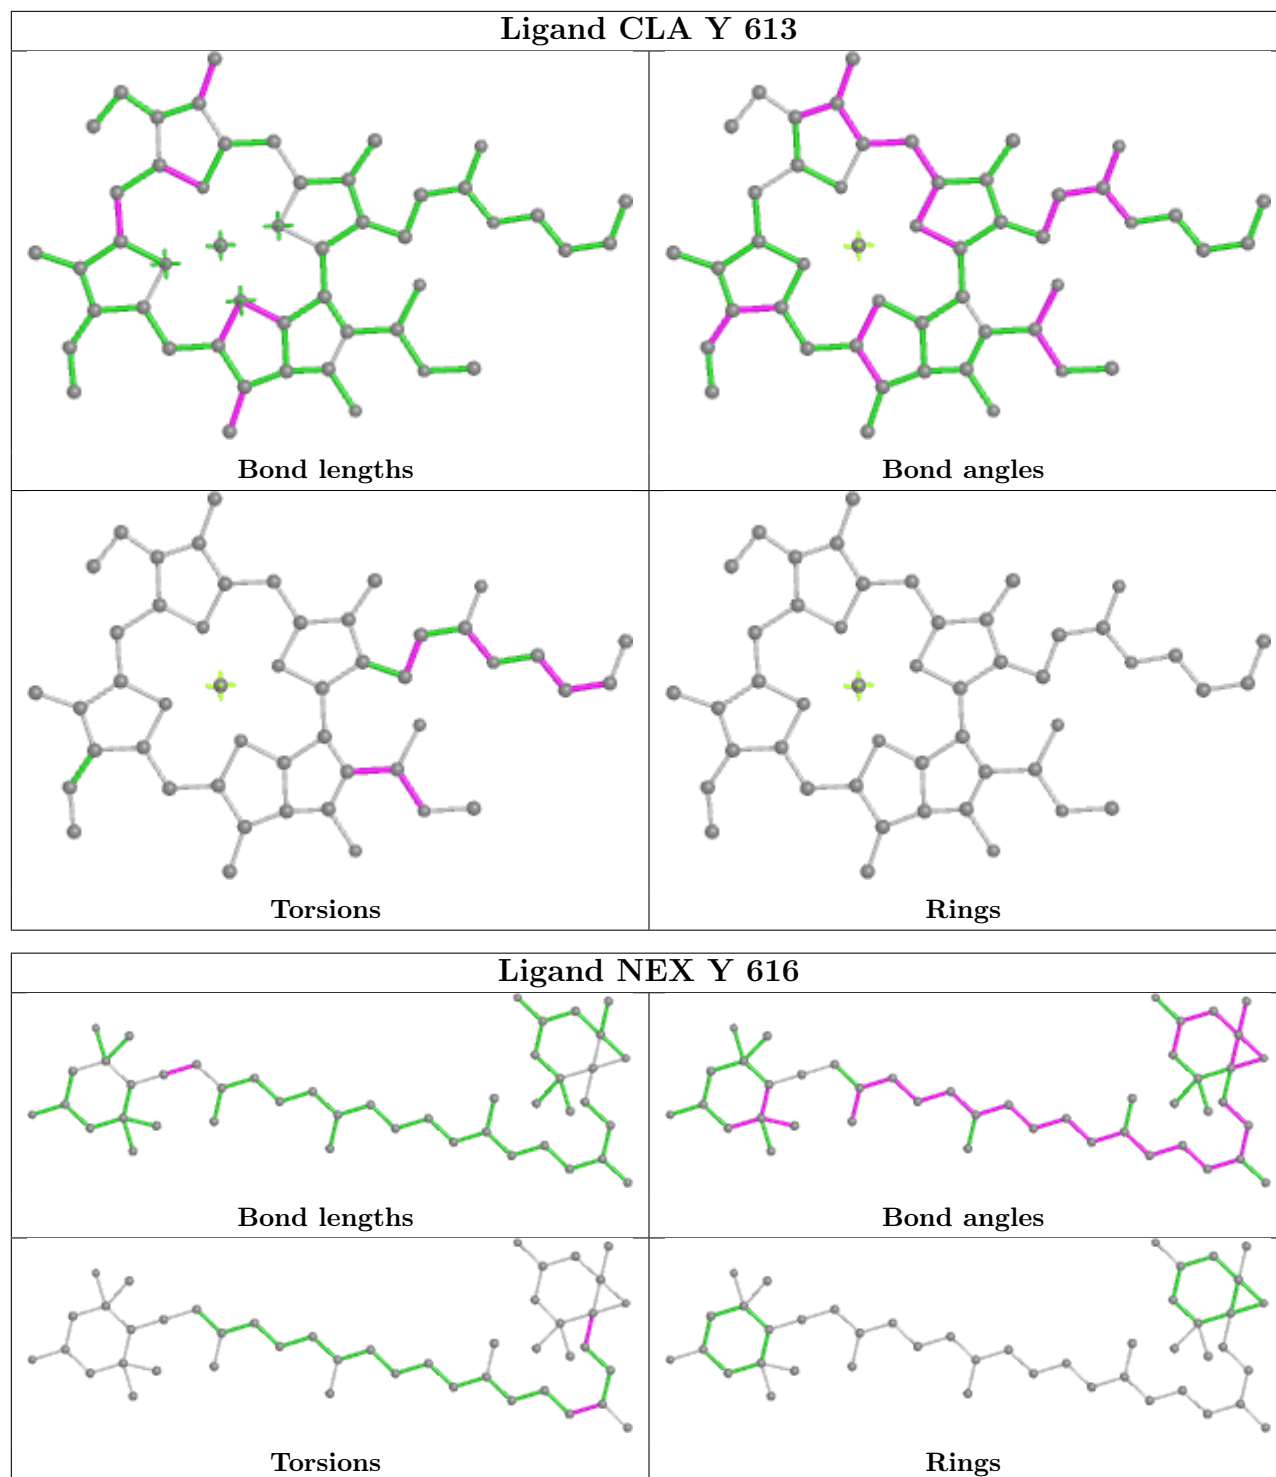 Ligand CLA Y 613
Bond lengths
Bond angles
Torsions
Rings
Ligand NEX Y 616
Bond lengths
Bond angles
Torsions
Rings